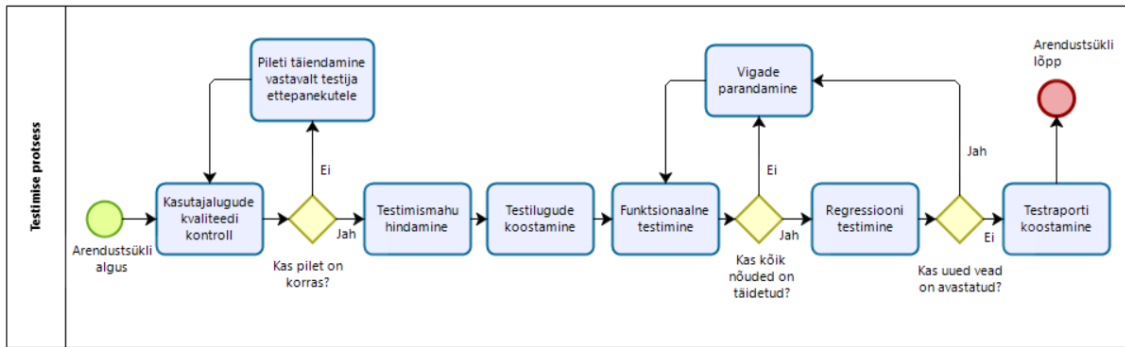 Testimise protsess
Arendustsükli
algus
Kasutajalugude
kvaliteedi
kontroll
Pileti täiendamine
vastavalt testija
ettepanekutele
Ei
Jah
Kas pilet on
korras?
Testimismahu
hindamine
Testilugude
koostamine
Funktsionaalne
testimine
Vigade
parandamine
Ei
Jah
Kas kõik
nõuded on
täidetud?
Regressiooni
testimine
Jah
Ei
Kas uued vead
on avastatud?
Testraporti
koostamine
Arendustsükli
lõpp